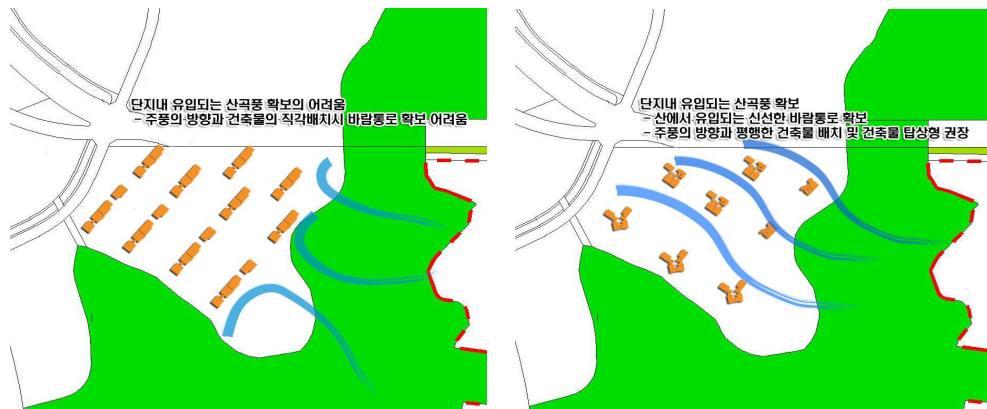 단지내 유입되는 산곡풍 확보의 어려움
- 주풍의 방향과 건축물의 직각배치시 바람통로 확보 어려움
단지내 유입되는 산곡풍 확보
- 산에서 유입되는 신선한 바람통로 확보
- 주풍의 방향과 평행한 건축물 배치 및 건축물 탑상형 권장